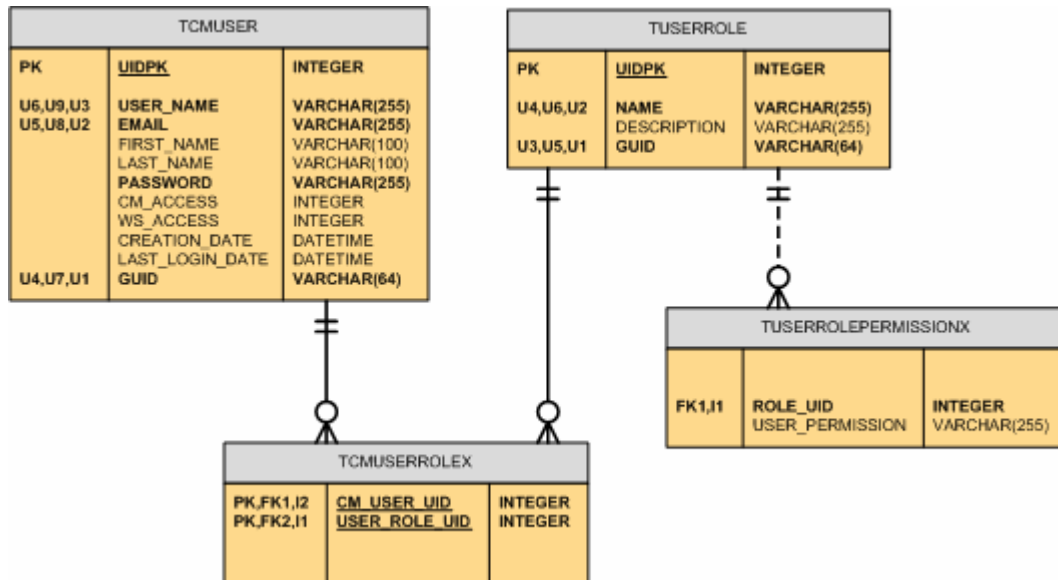 TCMUSER
PK UIDPK INTEGER
U6,U9,U3 USER_NAME VARCHAR(255)
U5,U8,U2 EMAIL VARCHAR(255)
FIRST_NAME VARCHAR(100)
LAST_NAME VARCHAR(100)
PASSWORD VARCHAR(255)
CM_ACCESS INTEGER
WS_ACCESS INTEGER
CREATION_DATE DATETIME
LAST_LOGIN_DATE DATETIME
U4,U7,U1 GUID VARCHAR(64)
TUSERROLE
PK UIDPK INTEGER
U4,U6,U2 NAME VARCHAR(255)
DESCRIPTION VARCHAR(255)
U3,U5,U1 GUID VARCHAR(64)
TUSERROLEPERMISSIONX
FK1,I1 ROLE_UID INTEGER
USER_PERMISSION VARCHAR(255)
TCMUSERROLEX
PK,FK1,I2 CM_USER_UID INTEGER
PK,FK2,I1 USER_ROLE_UID INTEGER